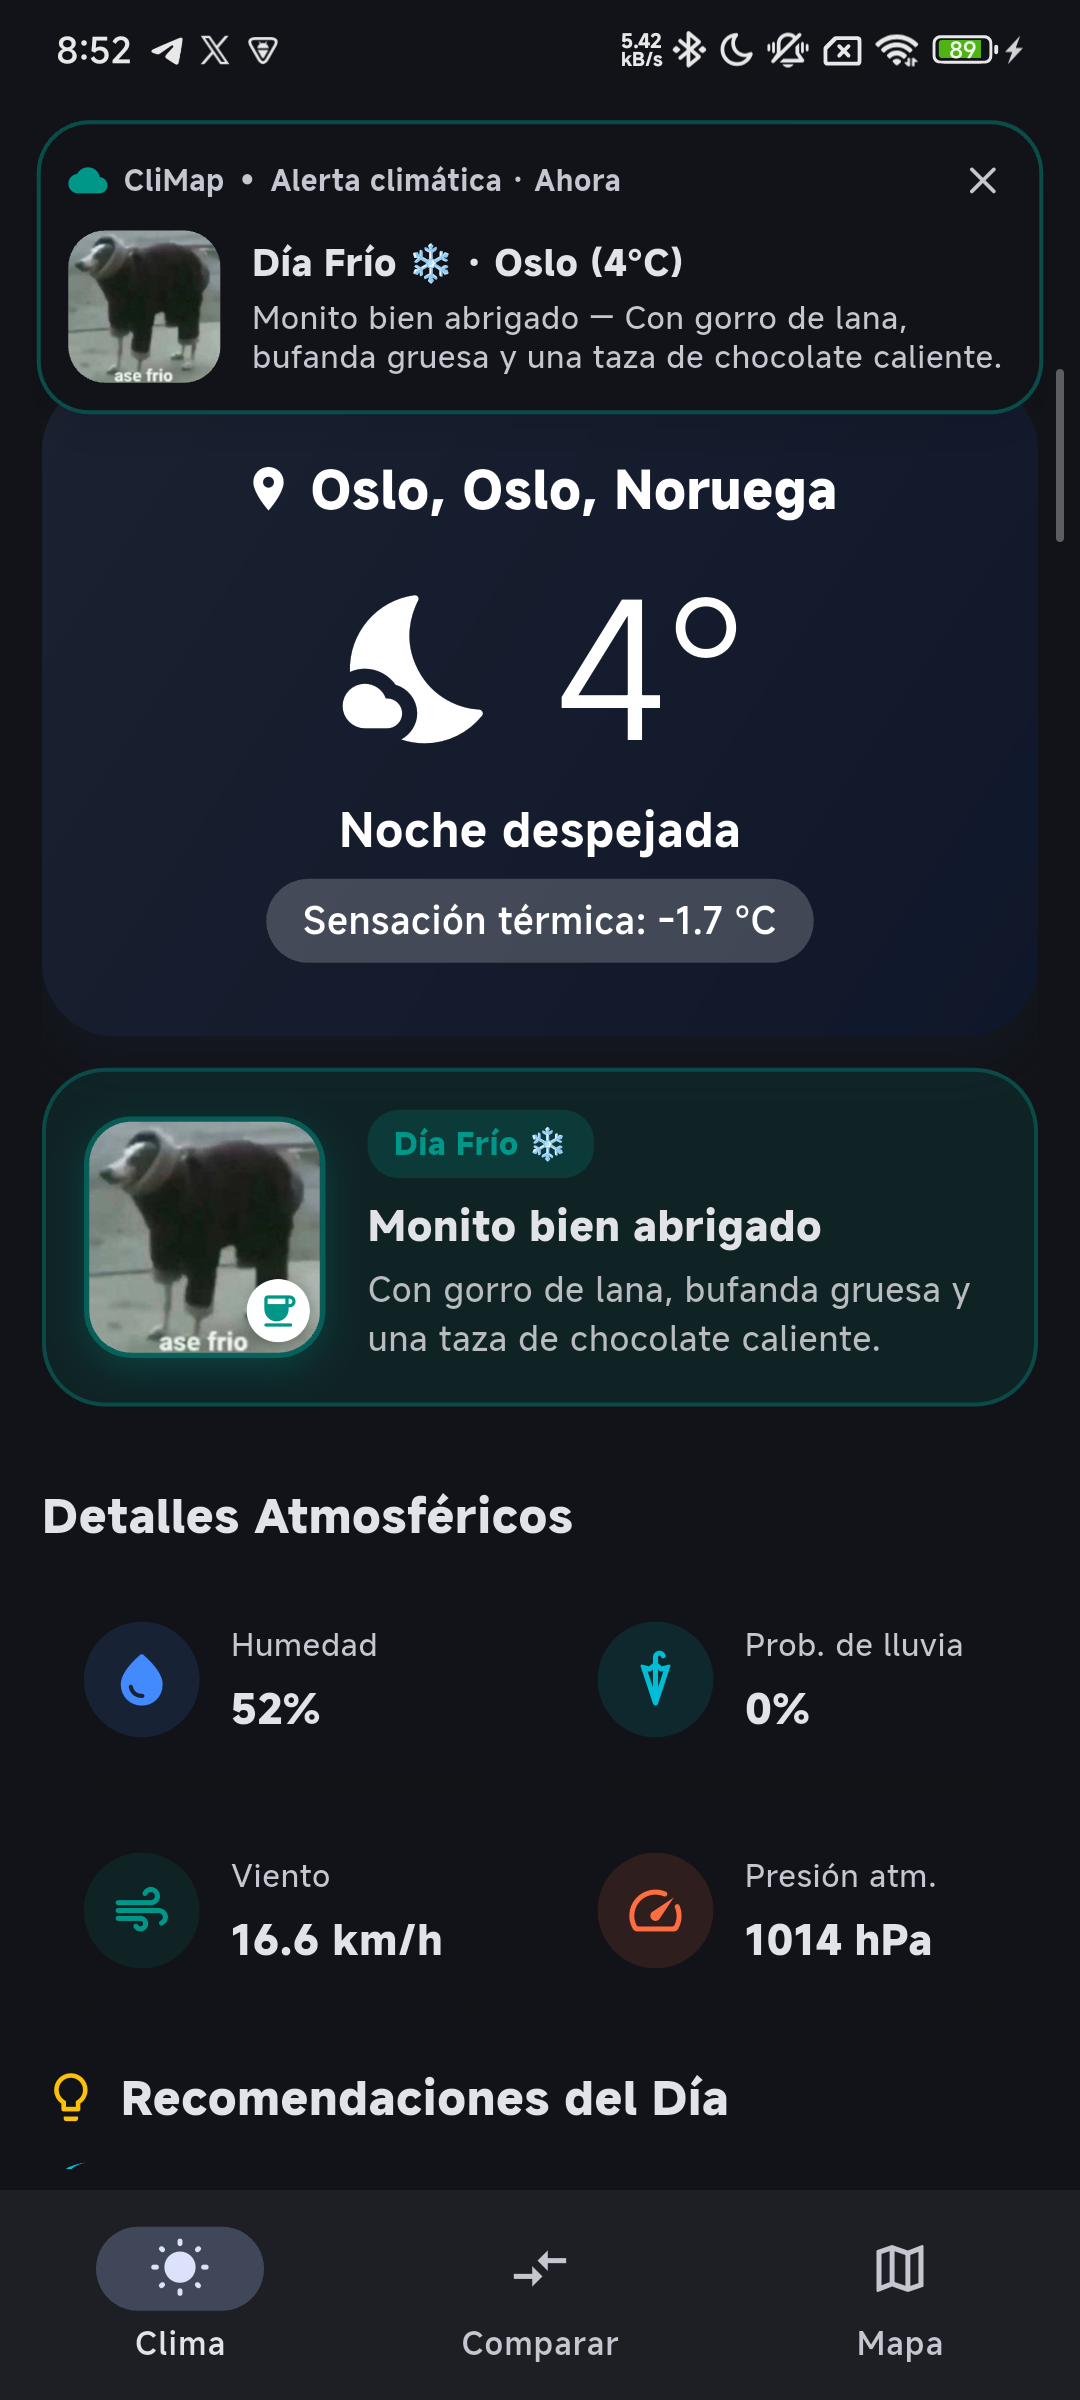 8:52
5.42
kB/s
89
CliMap • Alerta climática · Ahora
Día Frío ❄️ · Oslo (4°C)
Monito bien abrigado — Con gorro de lana,
bufanda gruesa y una taza de chocolate caliente.
ase frio
Oslo, Oslo, Noruega
4°
Noche despejada
Sensación térmica: -1.7 °C
Día Frío ❄️
Monito bien abrigado
Con gorro de lana, bufanda gruesa y
una taza de chocolate caliente.
ase frio
Detalles Atmosféricos
Humedad
52%
Prob. de lluvia
0%
Viento
16.6 km/h
Presión atm.
1014 hPa
Recomendaciones del Día
Clima
Comparar
Mapa